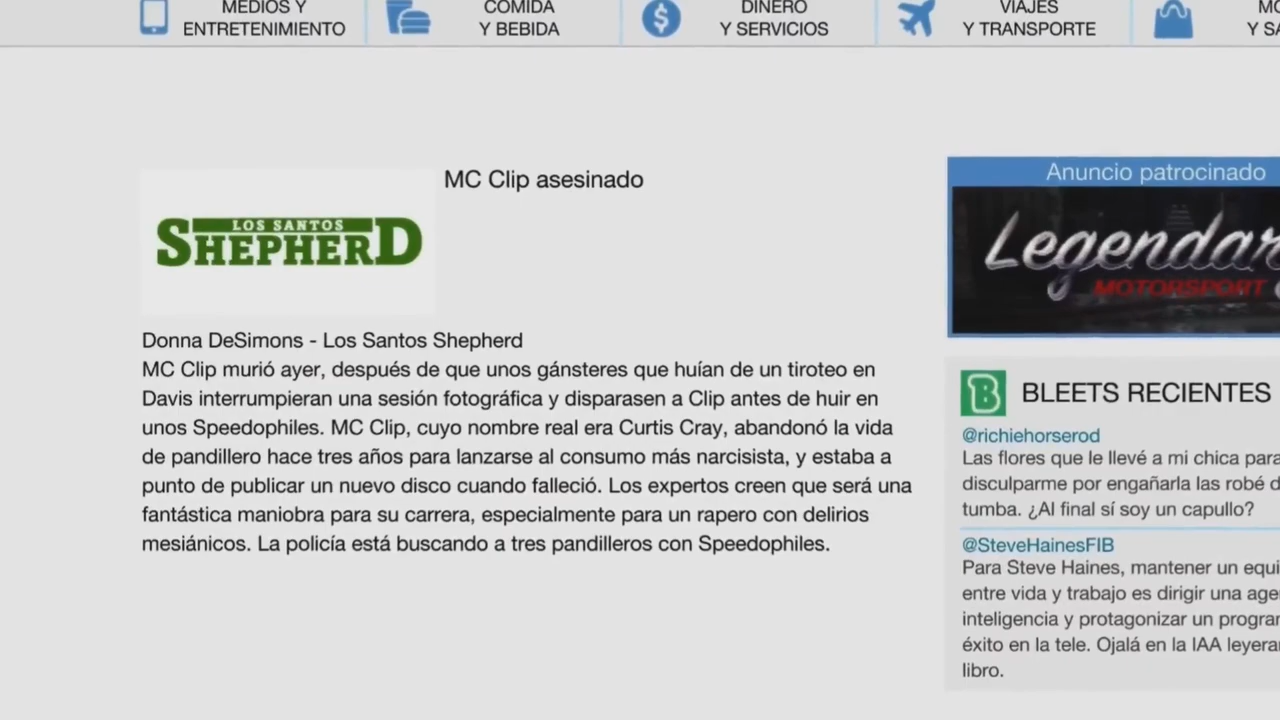 MEDIOS Y
ENTRETENIMIENTO
COMIDA
Y BEBIDA
DINERO
Y SERVICIOS
VIAJES
Y TRANSPORTE
LOS SANTOS
SHEPHERD
MC Clip asesinado
Donna DeSimons - Los Santos Shepherd
MC Clip murió ayer, después de que unos gánsteres que huían de un tiroteo en
Davis interrumpieran una sesión fotográfica y disparasen a Clip antes de huir en
unos Speedophiles. MC Clip, cuyo nombre real era Curtis Cray, abandonó la vida
de pandillero hace tres años para lanzarse al consumo más narcisista, y estaba a
punto de publicar un nuevo disco cuando falleció. Los expertos creen que será una
fantástica maniobra para su carrera, especialmente para un rapero con delirios
mesiánicos. La policía está buscando a tres pandilleros con Speedophiles.
Anuncio patrocinado
MOTORSPORT
B BLEETS RECIENTES
@richiehorserod
Las flores que le llevé a mi chica para
disculparme por engañarla las robé
tumba. ¿Al final sí soy un capullo?
@SteveHainesFIB
Para Steve Haines, mantener un
entre vida y trabajo es dirigir una
inteligencia y protagonizar un
éxito en la tele. Ojalá en la IAA
libro.